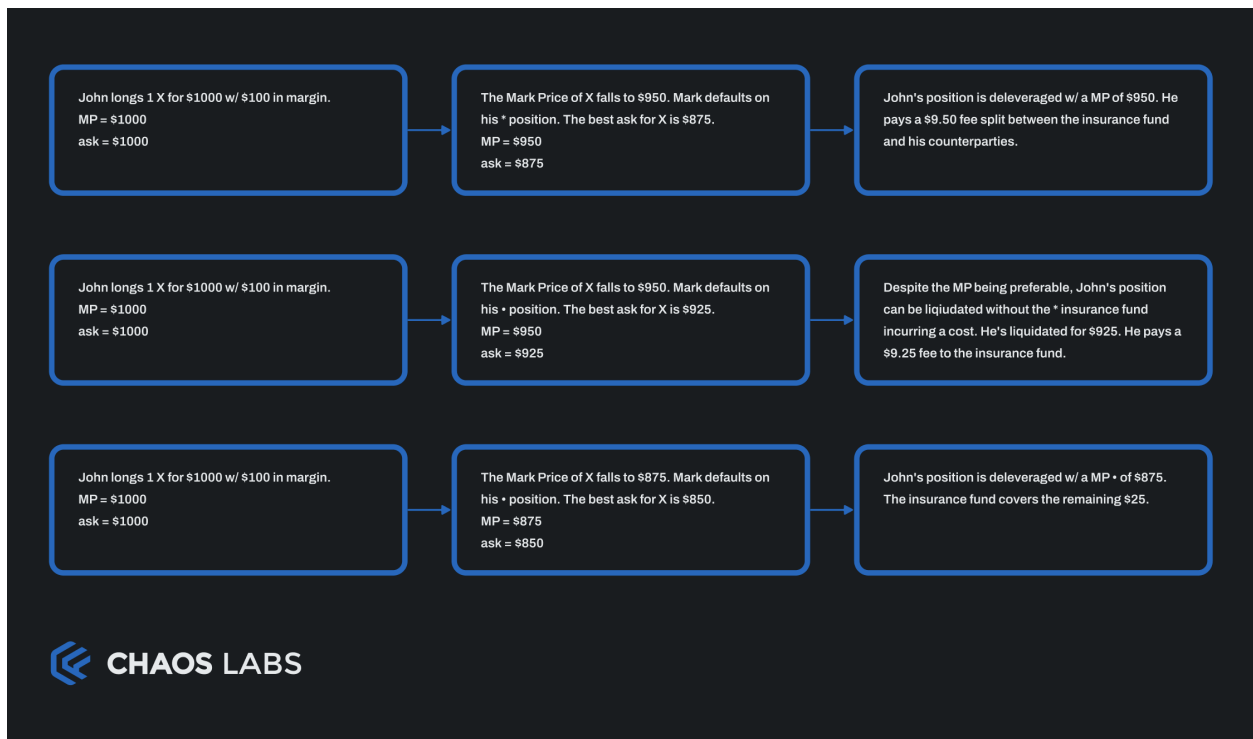 John longs 1 X for $1000 w/ $100 in margin.
MP = $1000
ask = $1000
The Mark Price of X falls to $950. Mark defaults on
his * position. The best ask for X is $875.
MP = $950
ask = $875
John's position is deleveraged w/ a MP of $950. He
pays a $9.50 fee split between the insurance fund
and his counterparties.
John longs 1 X for $1000 w/ $100 in margin.
MP = $1000
ask = $1000
The Mark Price of X falls to $950. Mark defaults on
his • position. The best ask for X is $925.
MP = $950
ask = $925
Despite the MP being preferable, John's position
can be liqiudated without the * insurance fund
incurring a cost. He's liquidated for $925. He pays a
$9.25 fee to the insurance fund.
John longs 1 X for $1000 w/ $100 in margin.
MP = $1000
ask = $1000
The Mark Price of X falls to $875. Mark defaults on
his • position. The best ask for X is $850.
MP = $875
ask = $850
John's position is deleveraged w/ a MP • of $875.
The insurance fund covers the remaining $25.
CHAOS LABS